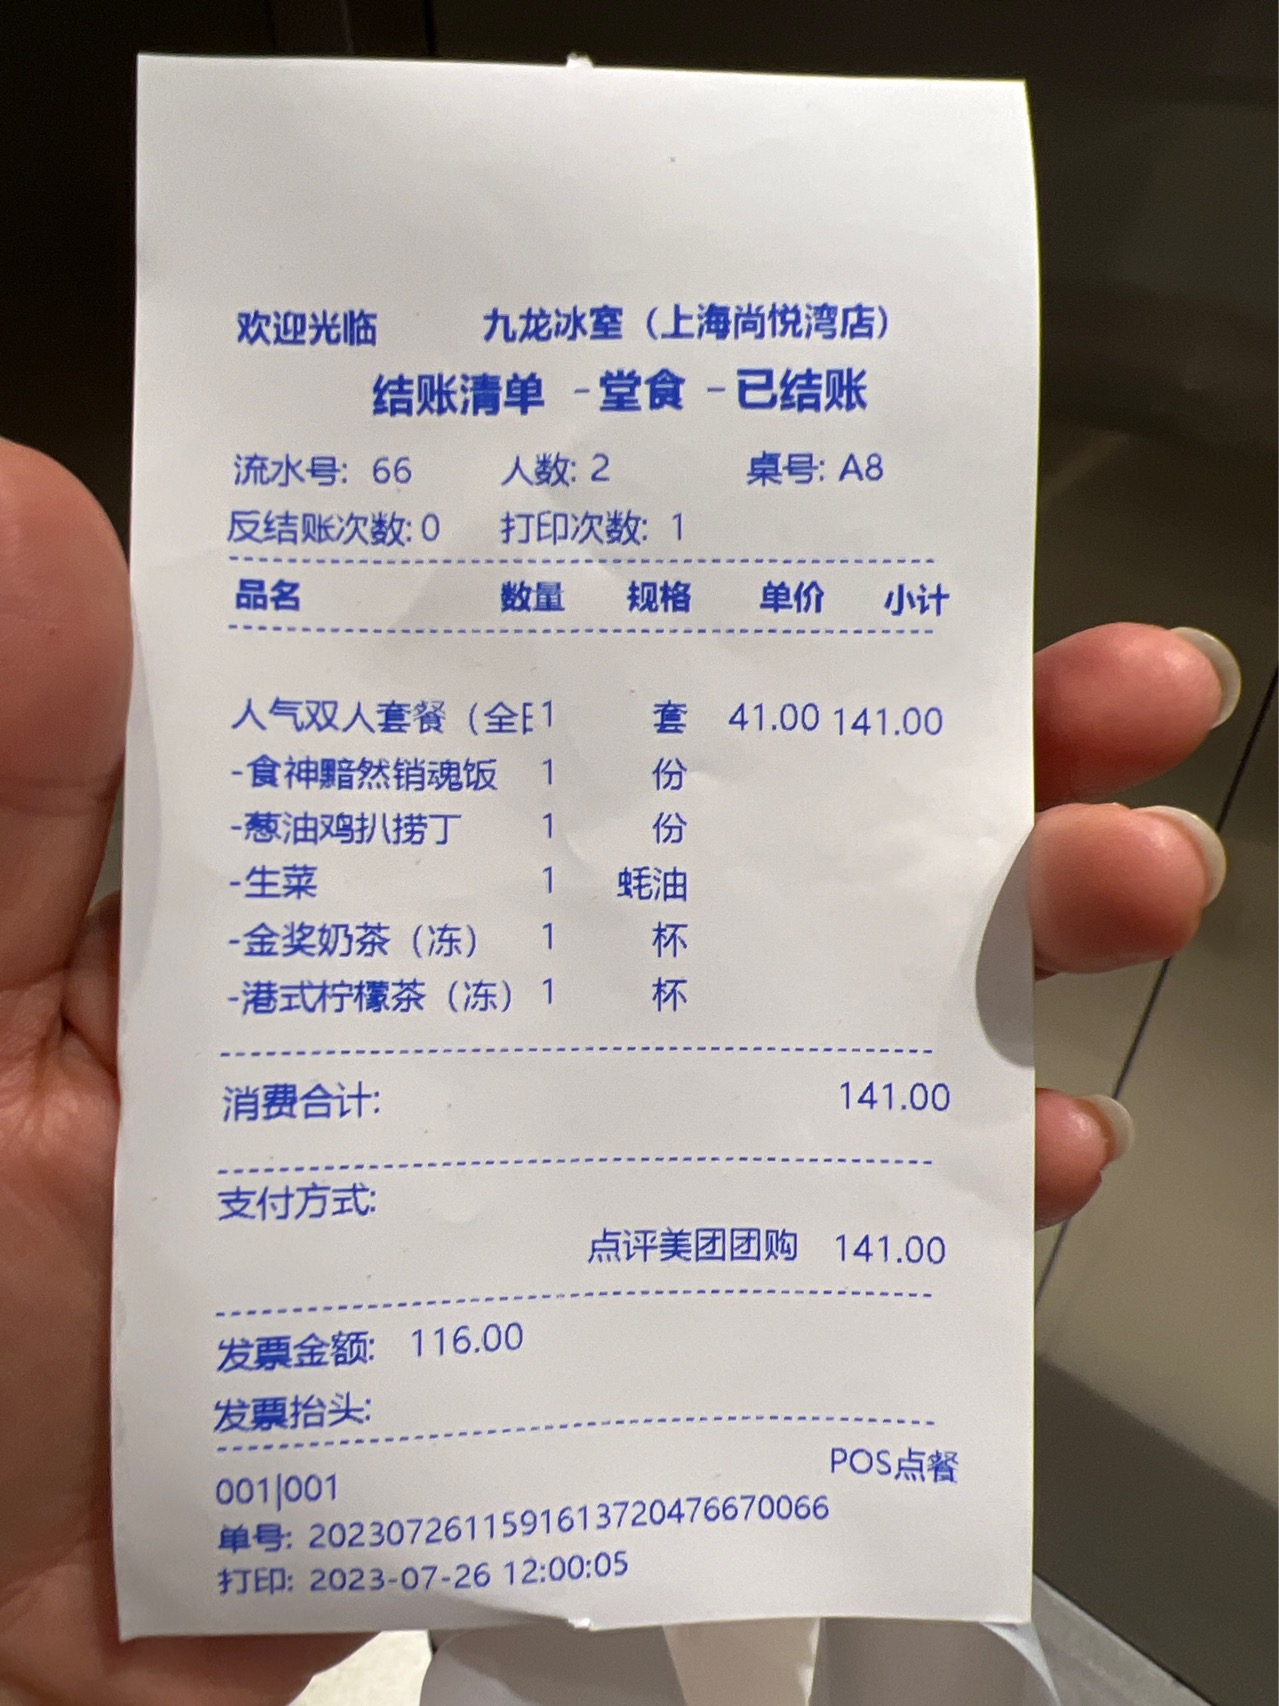 欢迎光临 九龙冰室（上海尚悦湾店）
结账清单 - 堂食 - 已结账
流水号: 66 人数: 2 桌号: A8
反结账次数: 0 打印次数: 1
品名 数量 规格 单价 小计
人气双人套餐（全日 1 套 41.00 141.00
-食神黯然销魂饭 1 份
-葱油鸡扒捞丁 1 份
-生菜 1 蚝油
-金奖奶茶（冻） 1 杯
-港式柠檬茶（冻） 1 杯
消费合计: 141.00
支付方式:
点评美团团购 141.00
发票金额: 116.00
发票抬头:
POS点餐
001|001
单号: 2023072611591613720476670066
打印: 2023-07-26 12:00:05